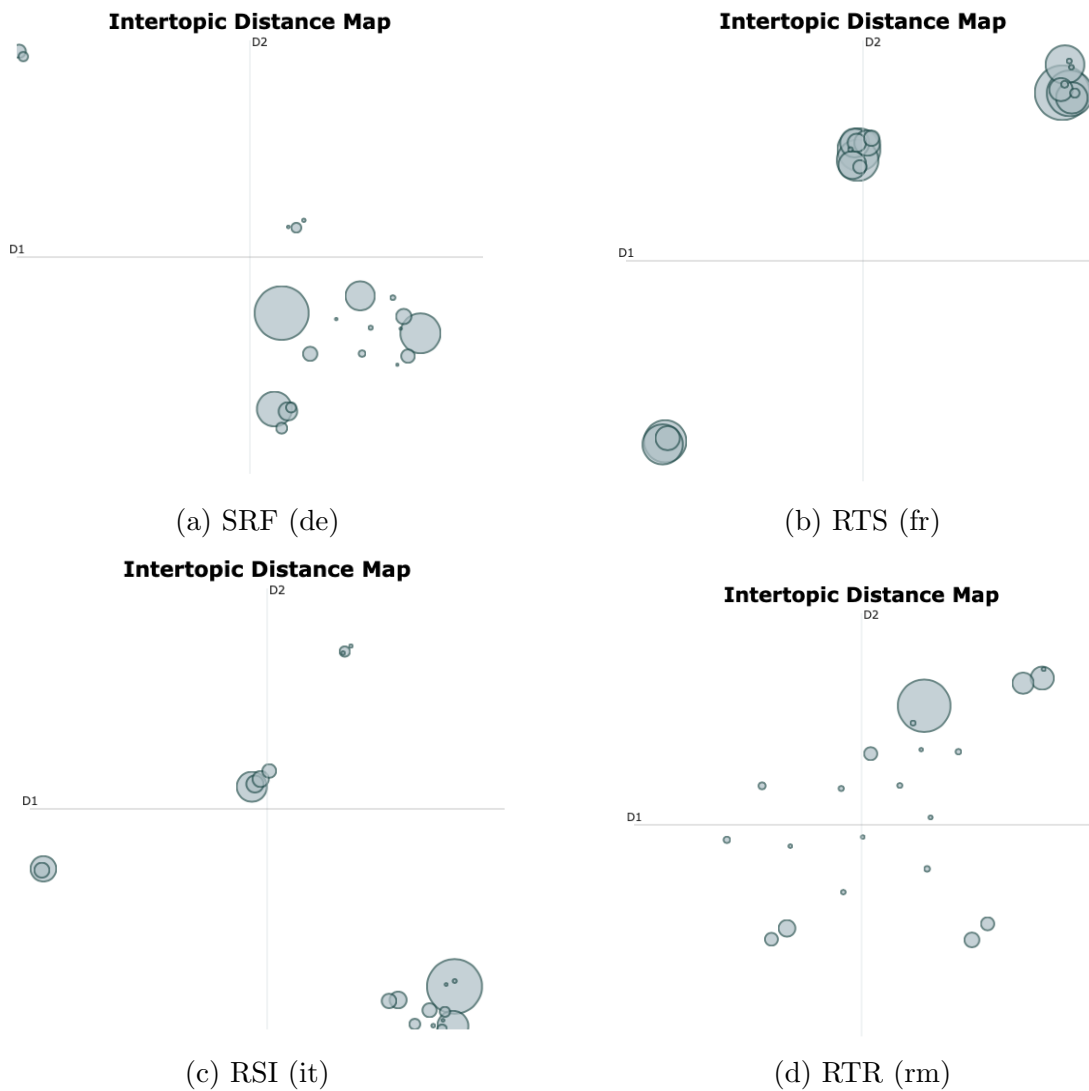 Intertopic Distance Map
D2
D1
(a) SRF (de)
Intertopic Distance Map
D2
D1
(b) RTS (fr)
Intertopic Distance Map
D2
D1
(c) RSI (it)
Intertopic Distance Map
D2
D1
(d) RTR (rm)